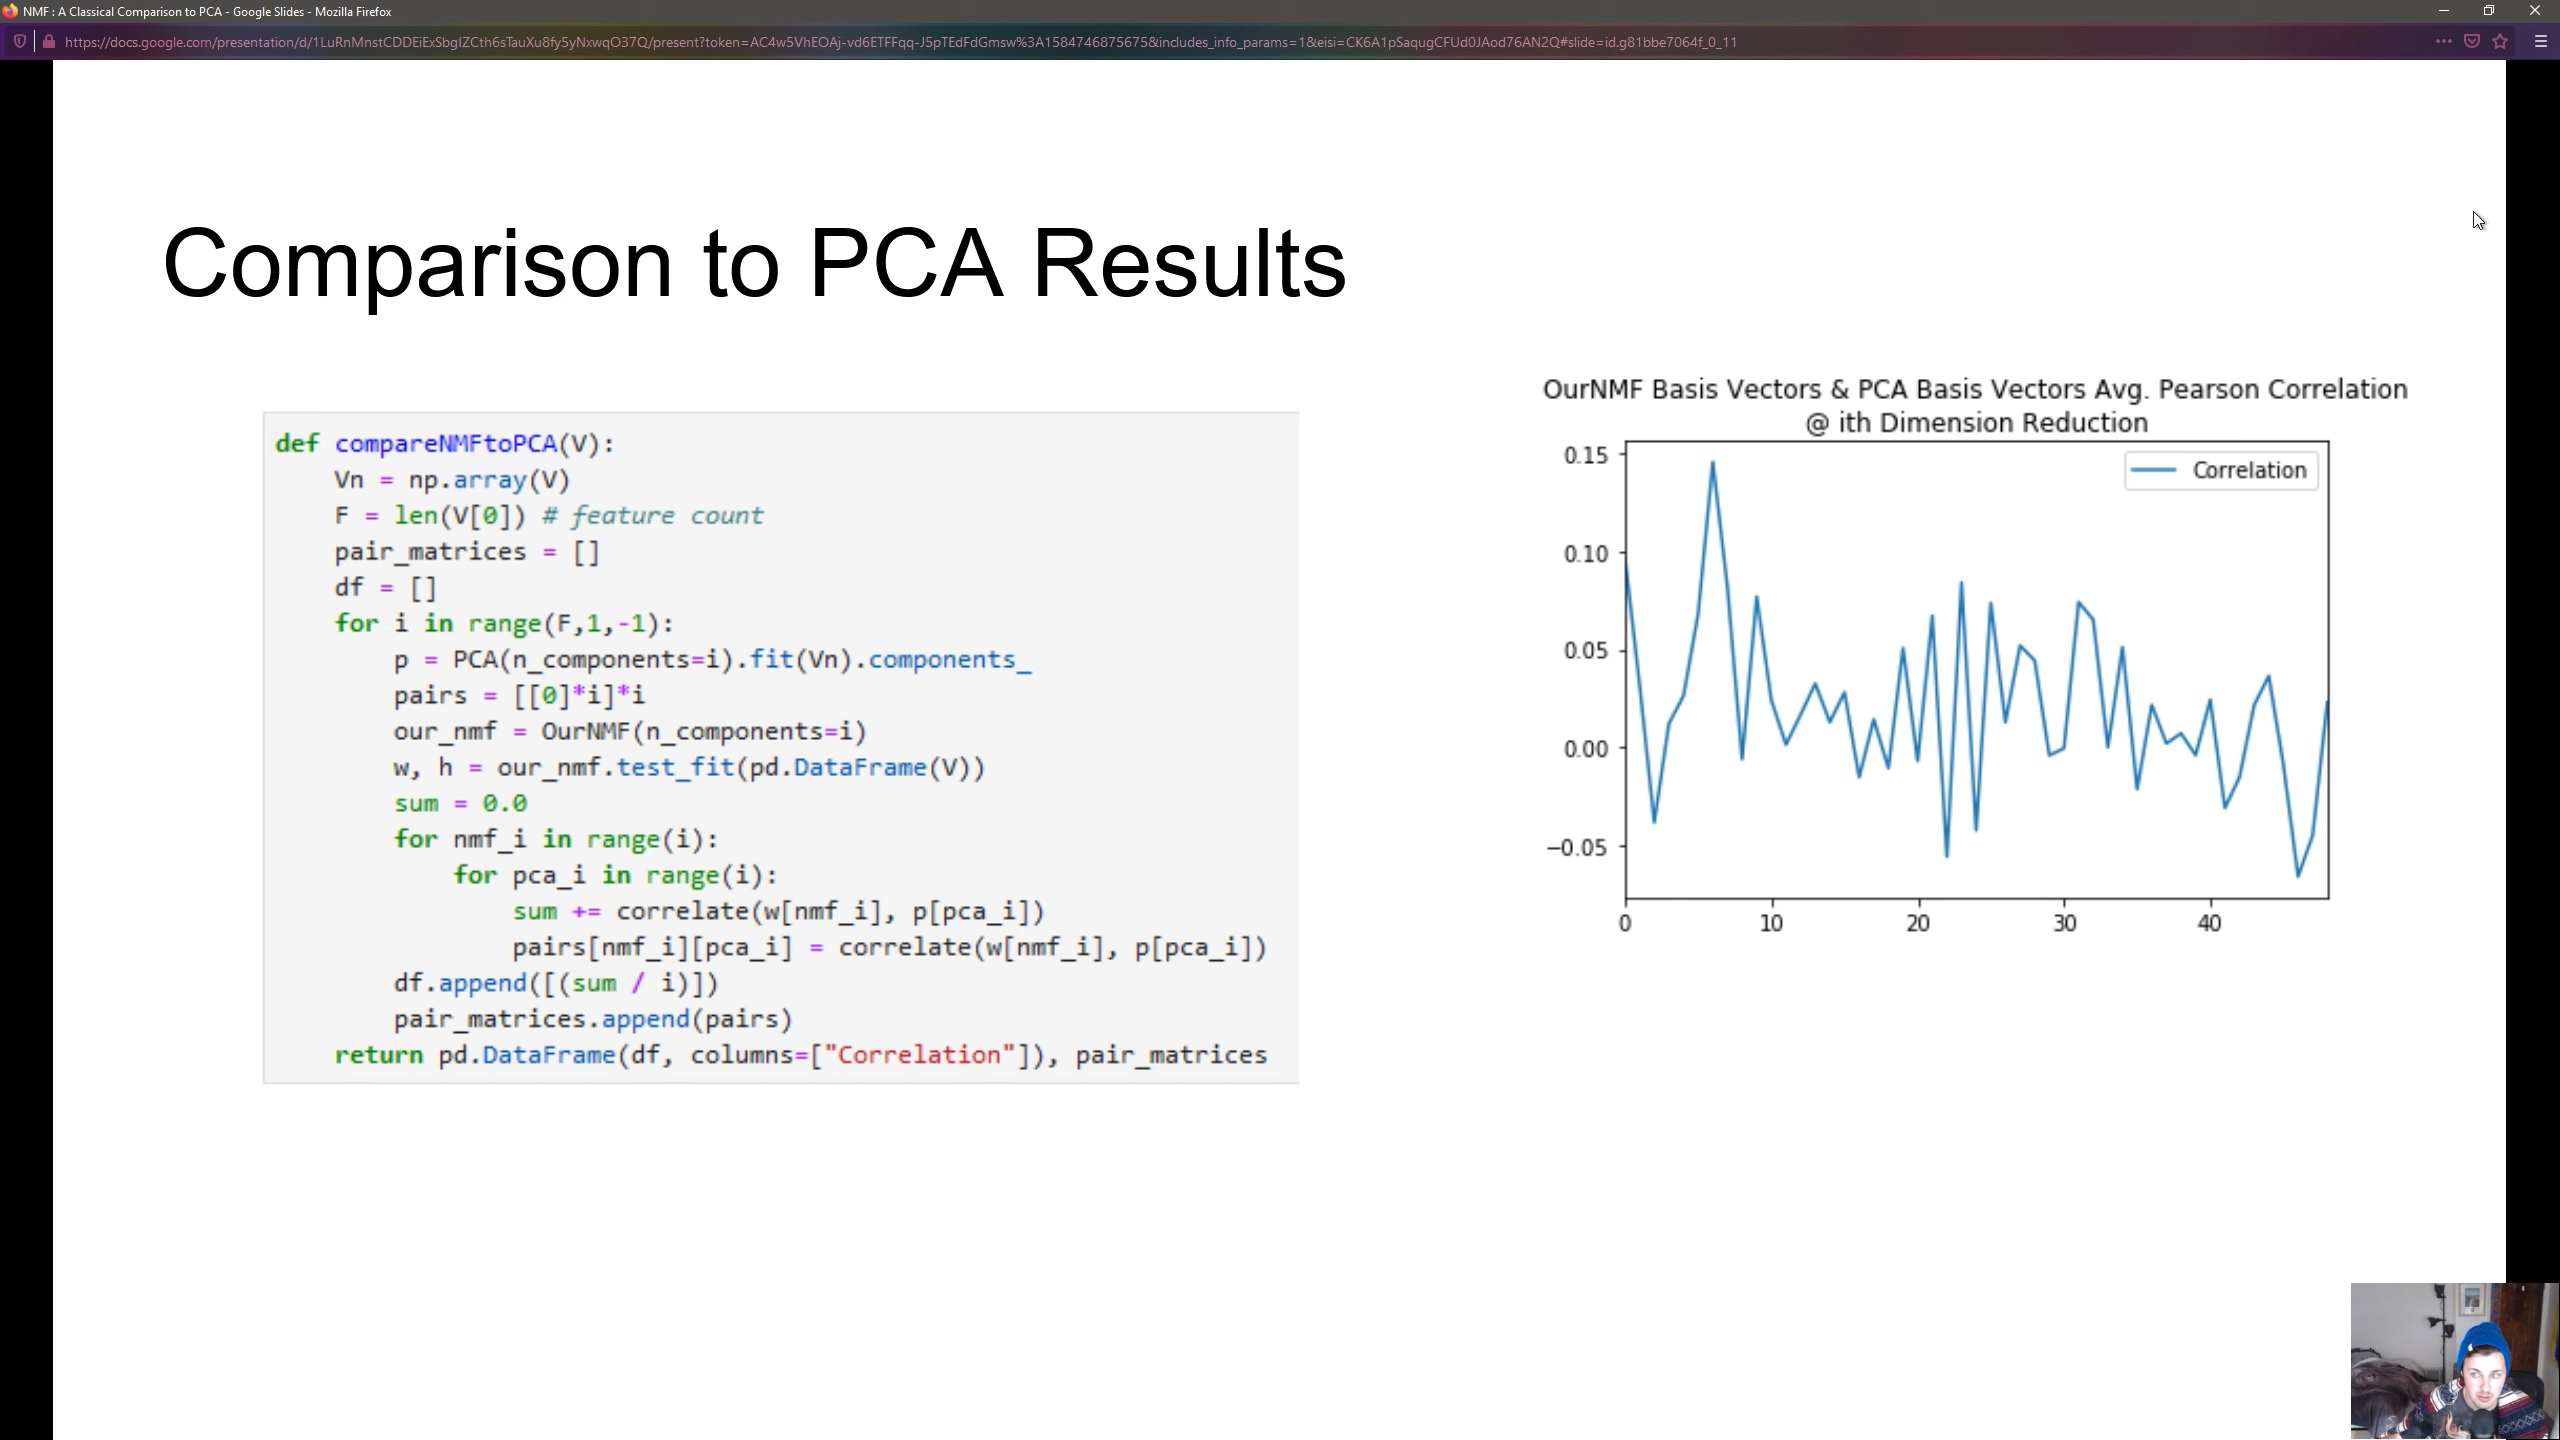 NMF : A Classical Comparison to PCA - Google Slides - Mozilla Firefox
https://docs.google.com/presentation/d/1LuRnMnstCDDEiExSbgIZCth6sTauXu8fy5yNxwqO37Q/present?token=AC4w5VhEOAj-vd6ETFFqq-J5pTEdFdGmsw%3A1584746875675&includes_info_params=1&eisi=CK6A1pSaqugCFUd0JAod76AN2Q#slide=id.g81bbe7064f_0_11
Comparison to PCA Results
def compareNMFtoPCA(V):
    Vn = np.array(V)
    F = len(V[0]) # feature count
    pair_matrices = []
    df = []
    for i in range(F,1,-1):
        p = PCA(n_components=i).fit(Vn).components_
        pairs = [[0]*i]*i
        our_nmf = OurNMF(n_components=i)
        w, h = our_nmf.test_fit(pd.DataFrame(V))
        sum = 0.0
        for nmf_i in range(i):
            for pca_i in range(i):
                sum += correlate(w[nmf_i], p[pca_i])
                pairs[nmf_i][pca_i] = correlate(w[nmf_i], p[pca_i])
        df.append([(sum / i)])
        pair_matrices.append(pairs)
    return pd.DataFrame(df, columns=["Correlation"]), pair_matrices
OurNMF Basis Vectors & PCA Basis Vectors Avg. Pearson Correlation
@ ith Dimension Reduction
Correlation
0.15
0.10
0.05
0.00
−0.05
0 10 20 30 40